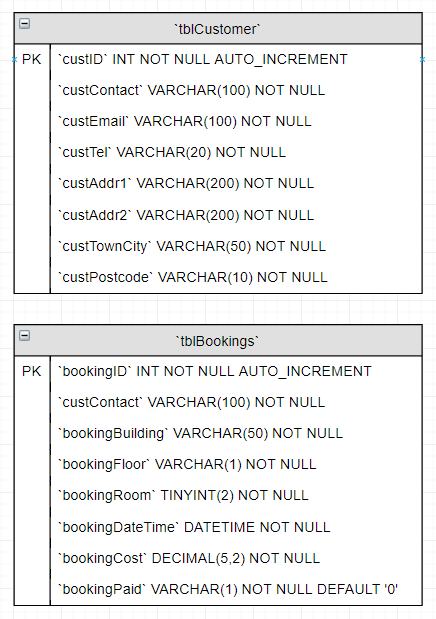 `tblCustomer`
PK `custID` INT NOT NULL AUTO_INCREMENT
`custContact` VARCHAR(100) NOT NULL
`custEmail` VARCHAR(100) NOT NULL
`custTel` VARCHAR(20) NOT NULL
`custAddr1` VARCHAR(200) NOT NULL
`custAddr2` VARCHAR(200) NOT NULL
`custTownCity` VARCHAR(50) NOT NULL
`custPostcode` VARCHAR(10) NOT NULL
`tblBookings`
PK `bookingID` INT NOT NULL AUTO_INCREMENT
`custContact` VARCHAR(100) NOT NULL
`bookingBuilding` VARCHAR(50) NOT NULL
`bookingFloor` VARCHAR(1) NOT NULL
`bookingRoom` TINYINT(2) NOT NULL
`bookingDateTime` DATETIME NOT NULL
`bookingCost` DECIMAL(5,2) NOT NULL
`bookingPaid` VARCHAR(1) NOT NULL DEFAULT '0'